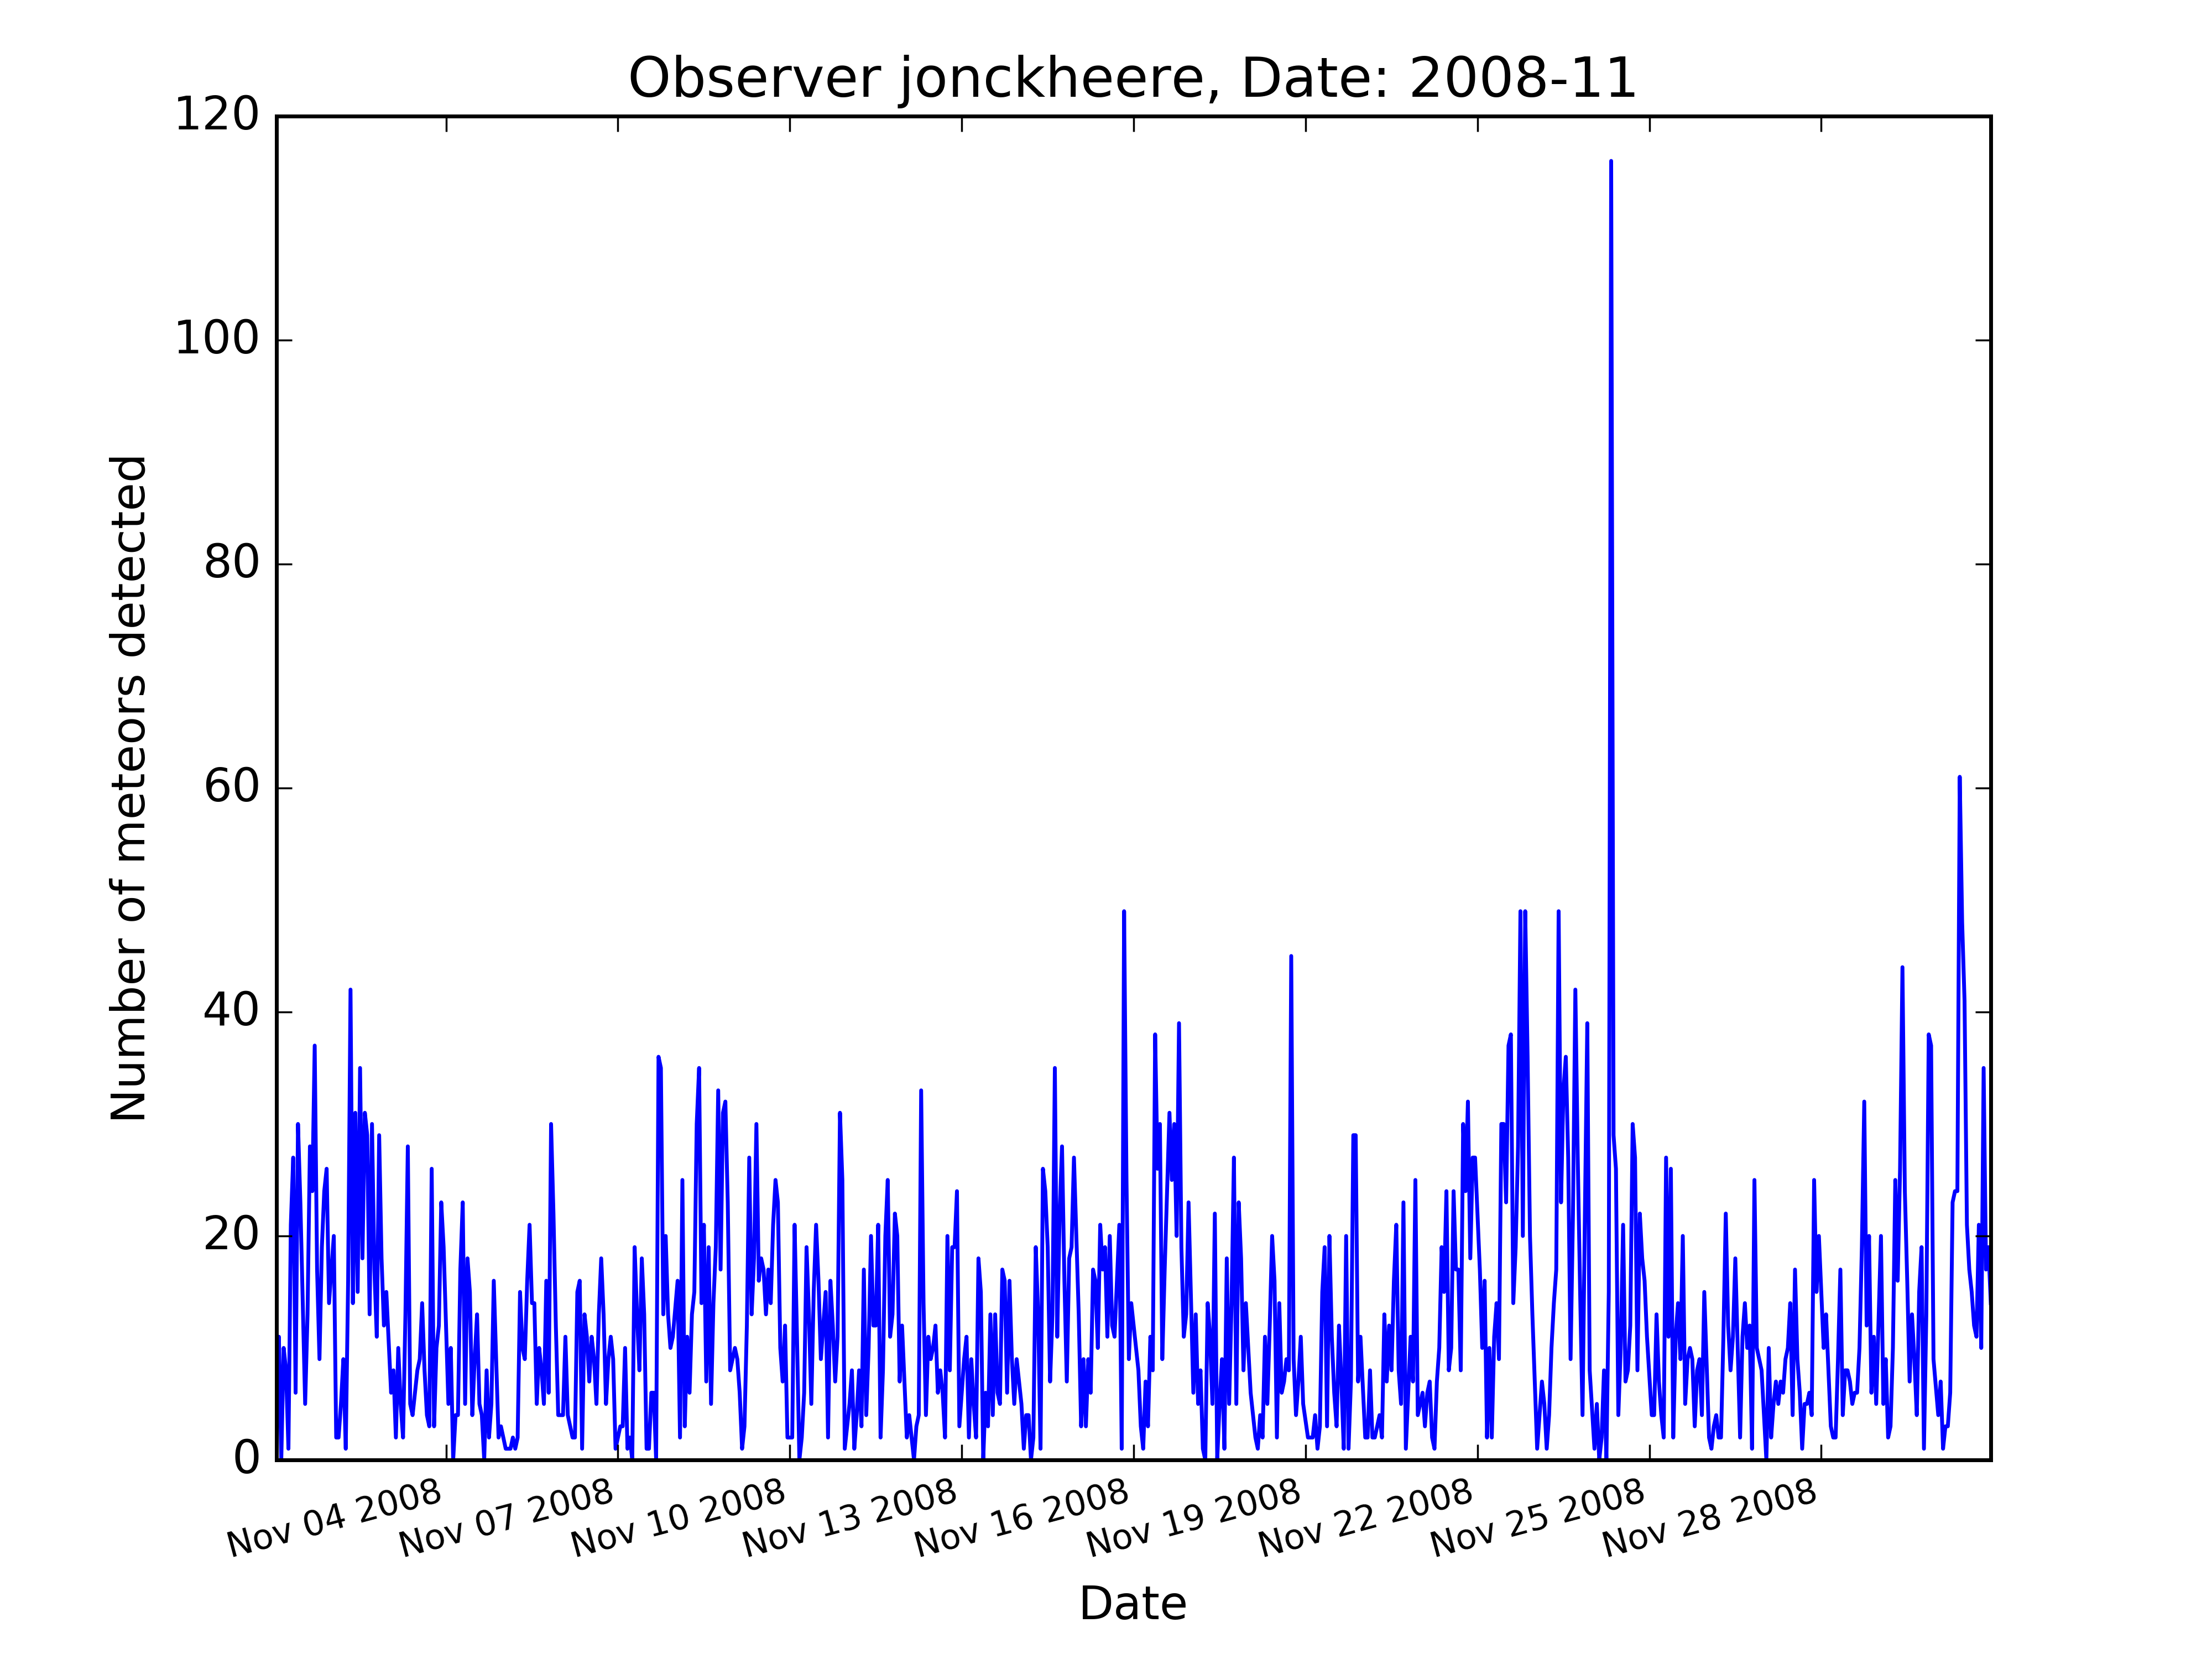 Observer jonckheere, Date: 2008-11
120
100
80
60
40
20
0
Number of meteors detected
Nov 04 2008
Nov 07 2008
Nov 10 2008
Nov 13 2008
Nov 16 2008
Nov 19 2008
Nov 22 2008
Nov 25 2008
Nov 28 2008
Date